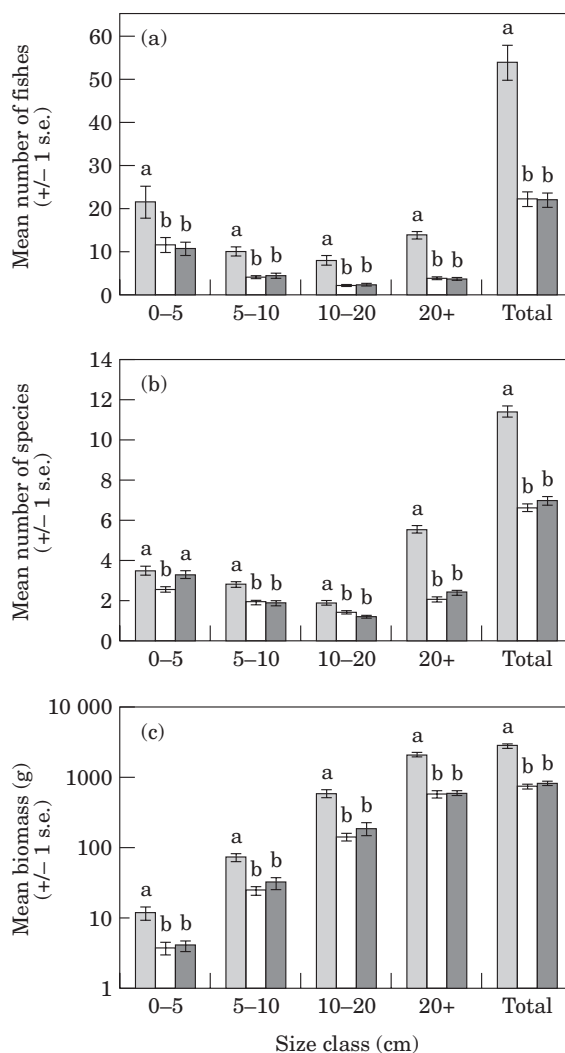 (a)
Mean number of fishes
(+/– 1 s.e.)
60
50
40
30
20
10
0
a b b
a b b
a b b
a b b
a b b
0–5 5–10 10–20 20+ Total
(b)
Mean number of species
(+/– 1 s.e.)
14
12
10
8
6
4
2
0
a b a
a b b
a b b
a b b
a b b
0–5 5–10 10–20 20+ Total
(c)
Mean biomass (g)
(+/– 1 s.e.)
10 000
1000
100
10
1
a b b
a b b
a b b
a b b
a b b
0–5 5–10 10–20 20+ Total
Size class (cm)